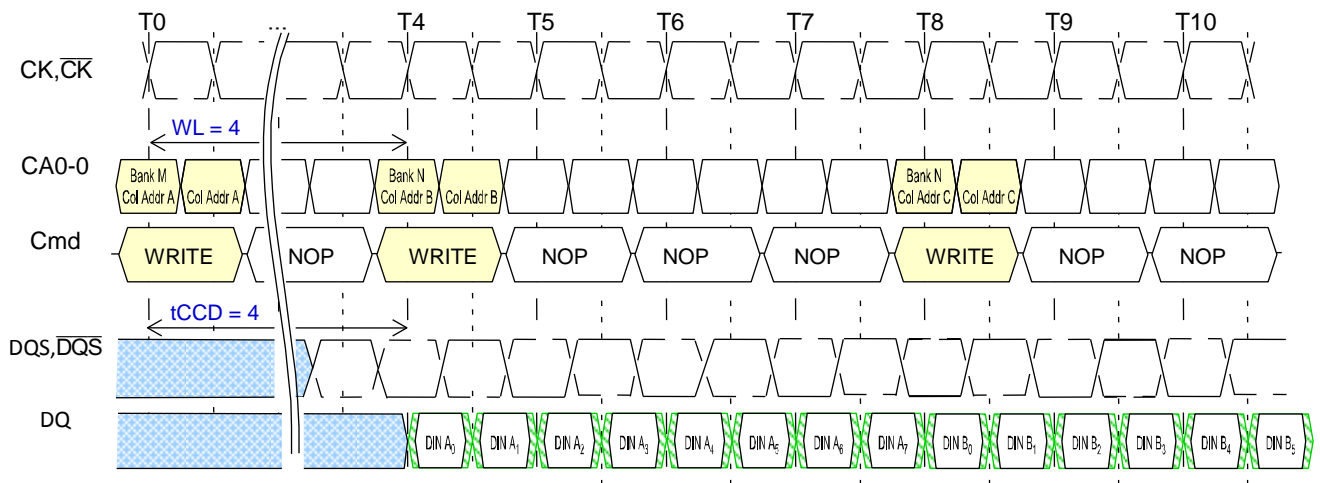 T0 ... T4 T5 T6 T7 T8 T9 T10
CK,C̅K̅
WL = 4
CA0-0
Bank M Col Addr A
Col Addr A
Bank N Col Addr B
Col Addr B
Bank N Col Addr C
Col Addr C
Cmd WRITE NOP WRITE NOP NOP NOP WRITE NOP NOP
tCCD = 4
DQS,D̅Q̅S̅
DQ DIN A₀ DIN A₁ DIN A₂ DIN A₃ DIN A₄ DIN A₅ DIN A₆ DIN A₇ DIN B₀ DIN B₁ DIN B₂ DIN B₃ DIN B₄ DIN B₅